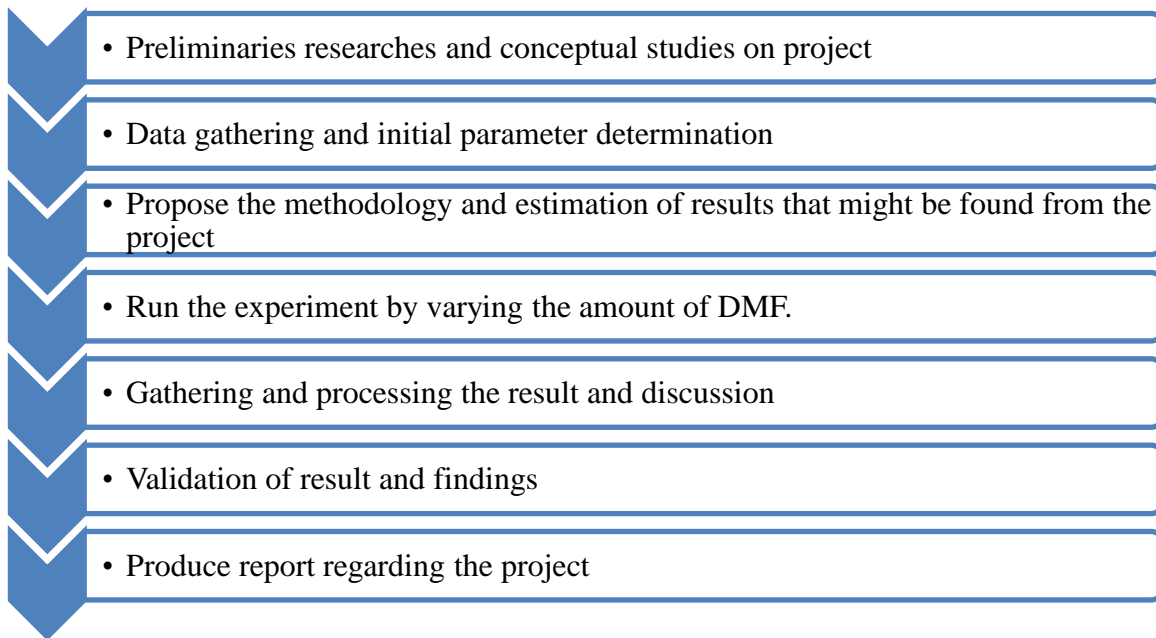 • Preliminaries researches and conceptual studies on project
• Data gathering and initial parameter determination
• Propose the methodology and estimation of results that might be found from the
project
• Run the experiment by varying the amount of DMF.
• Gathering and processing the result and discussion
• Validation of result and findings
• Produce report regarding the project